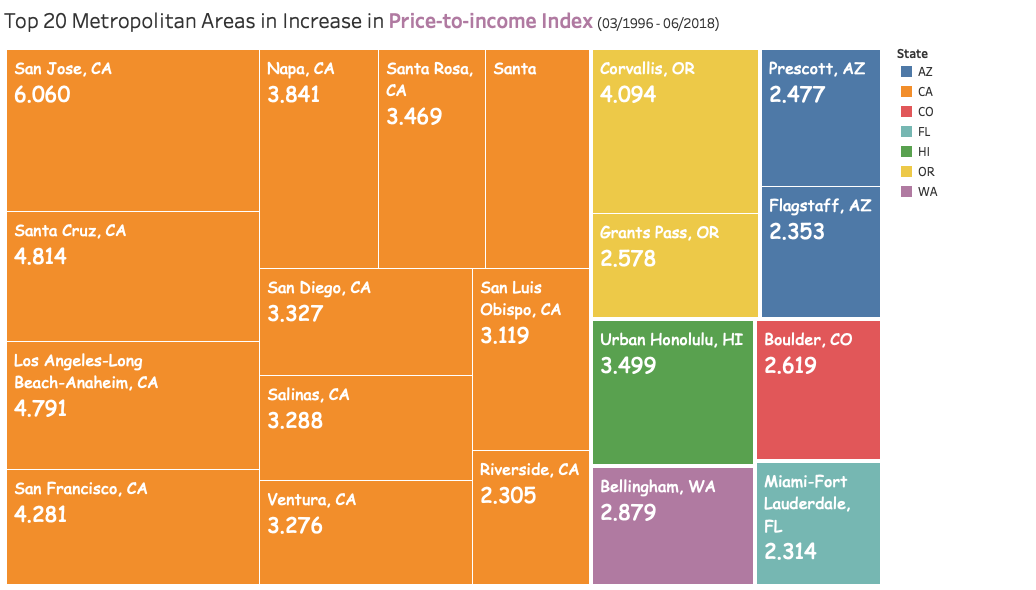 Top 20 Metropolitan Areas in Increase in Price-to-income Index (03/1996 - 06/2018)
San Jose, CA
6.060
Santa Cruz, CA
4.814
Los Angeles-Long
Beach-Anaheim, CA
4.791
San Francisco, CA
4.281
Napa, CA
3.841
Santa Rosa,
CA
3.469
Santa
San Diego, CA
3.327
Salinas, CA
3.288
Ventura, CA
3.276
San Luis
Obispo, CA
3.119
Riverside, CA
2.305
Corvallis, OR
4.094
Grants Pass, OR
2.578
Prescott, AZ
2.477
Flagstaff, AZ
2.353
Urban Honolulu, HI
3.499
Bellingham, WA
2.879
Boulder, CO
2.619
Miami-Fort
Lauderdale,
FL
2.314
State
AZ
CA
CO
FL
HI
OR
WA